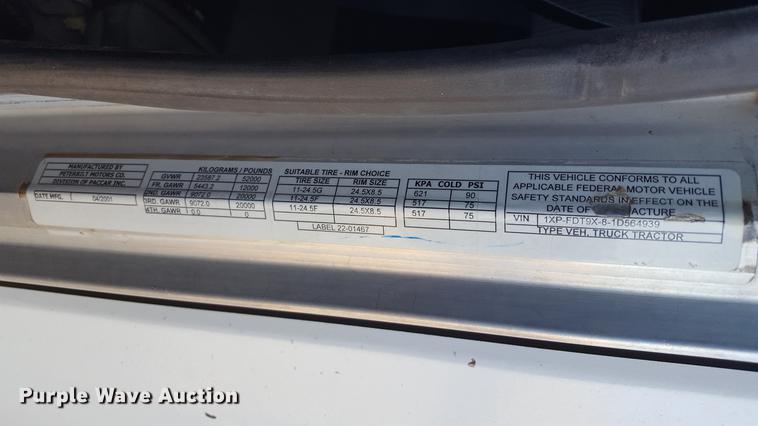 MANUFACTURED BY
PETERBILT MOTORS CO.
DIVISION OF PACCAR INC.
DATE MFG. 04/2001
KILOGRAMS / POUNDS
GVWR 23587.2 52000
FR. GAWR 5443.2 12000
2ND. GAWR 9072.0 20000
3RD. GAWR 9072.0 20000
4TH. GAWR 0.0 0
SUITABLE TIRE - RIM CHOICE
TIRE SIZE RIM SIZE
11-24.5G 24.5X8.5
11-24.5F 24.5X8.5
11-24.5F 24.5X8.5
LABEL 22-01467
KPA COLD PSI
621 90
517 75
517 75
THIS VEHICLE CONFORMS TO ALL
APPLICABLE FEDERAL MOTOR VEHICLE
SAFETY STANDARDS IN EFFECT ON
THE DATE OF FACTURE
VIN 1XP-FDT9X-8-1D564939
TYPE VEH. TRUCK TRACTOR
Purple Wave Auction